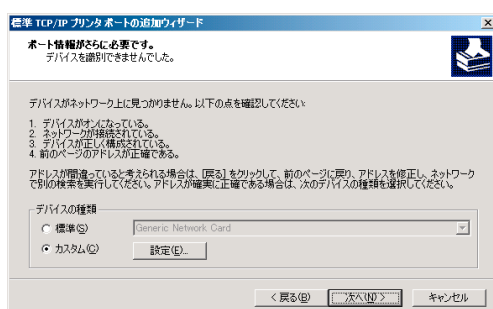 標準 TCP/IP プリンタ ポートの追加ウィザード
ポート情報がさらに必要です。
デバイスを識別できませんでした。
デバイスがネットワーク上に見つかりません。以下の点を確認してください:
1. デバイスがオンになっている。
2. ネットワークが接続されている。
3. デバイスが正しく構成されている。
4. 前のページのアドレスが正確である。
アドレスが間違っていると考えられる場合は、[戻る] をクリックして、前のページに戻り、アドレスを修正し、ネットワーク
で別の検索を実行してください。アドレスが確実に正確である場合は、次のデバイスの種類を選択してください。
デバイスの種類
標準(S)
Generic Network Card
カスタム(C)
設定(E)...
< 戻る(B)
次へ(N) >
キャンセル